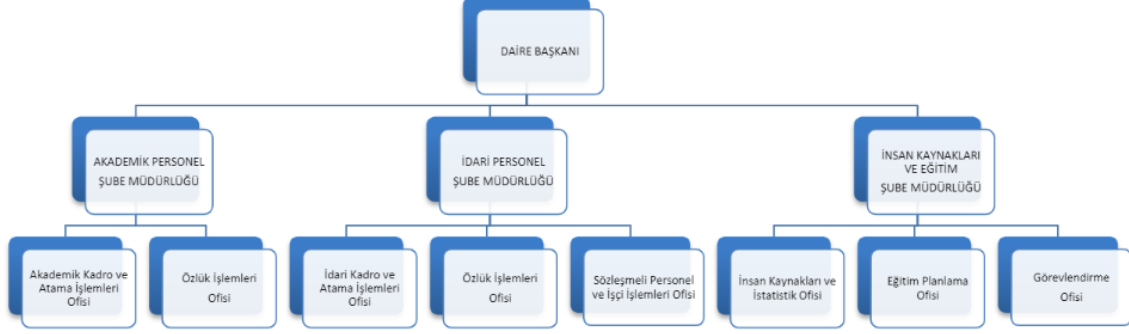 DAİRE BAŞKANI
AKADEMİK PERSONEL
ŞUBE MÜDÜRLÜĞÜ
İDARİ PERSONEL
ŞUBE MÜDÜRLÜĞÜ
İNSAN KAYNAKLARI
VE EĞİTİM
ŞUBE MÜDÜRLÜĞÜ
Akademik Kadro ve
Atama İşlemleri
Ofisi
Özlük İşlemleri
Ofisi
İdari Kadro ve
Atama İşlemleri
Ofisi
Özlük İşlemleri
Ofisi
Sözleşmeli Personel
ve İşçi İşlemleri Ofisi
İnsan Kaynakları ve
İstatistik Ofisi
Eğitim Planlama
Ofisi
Görevlendirme
Ofisi